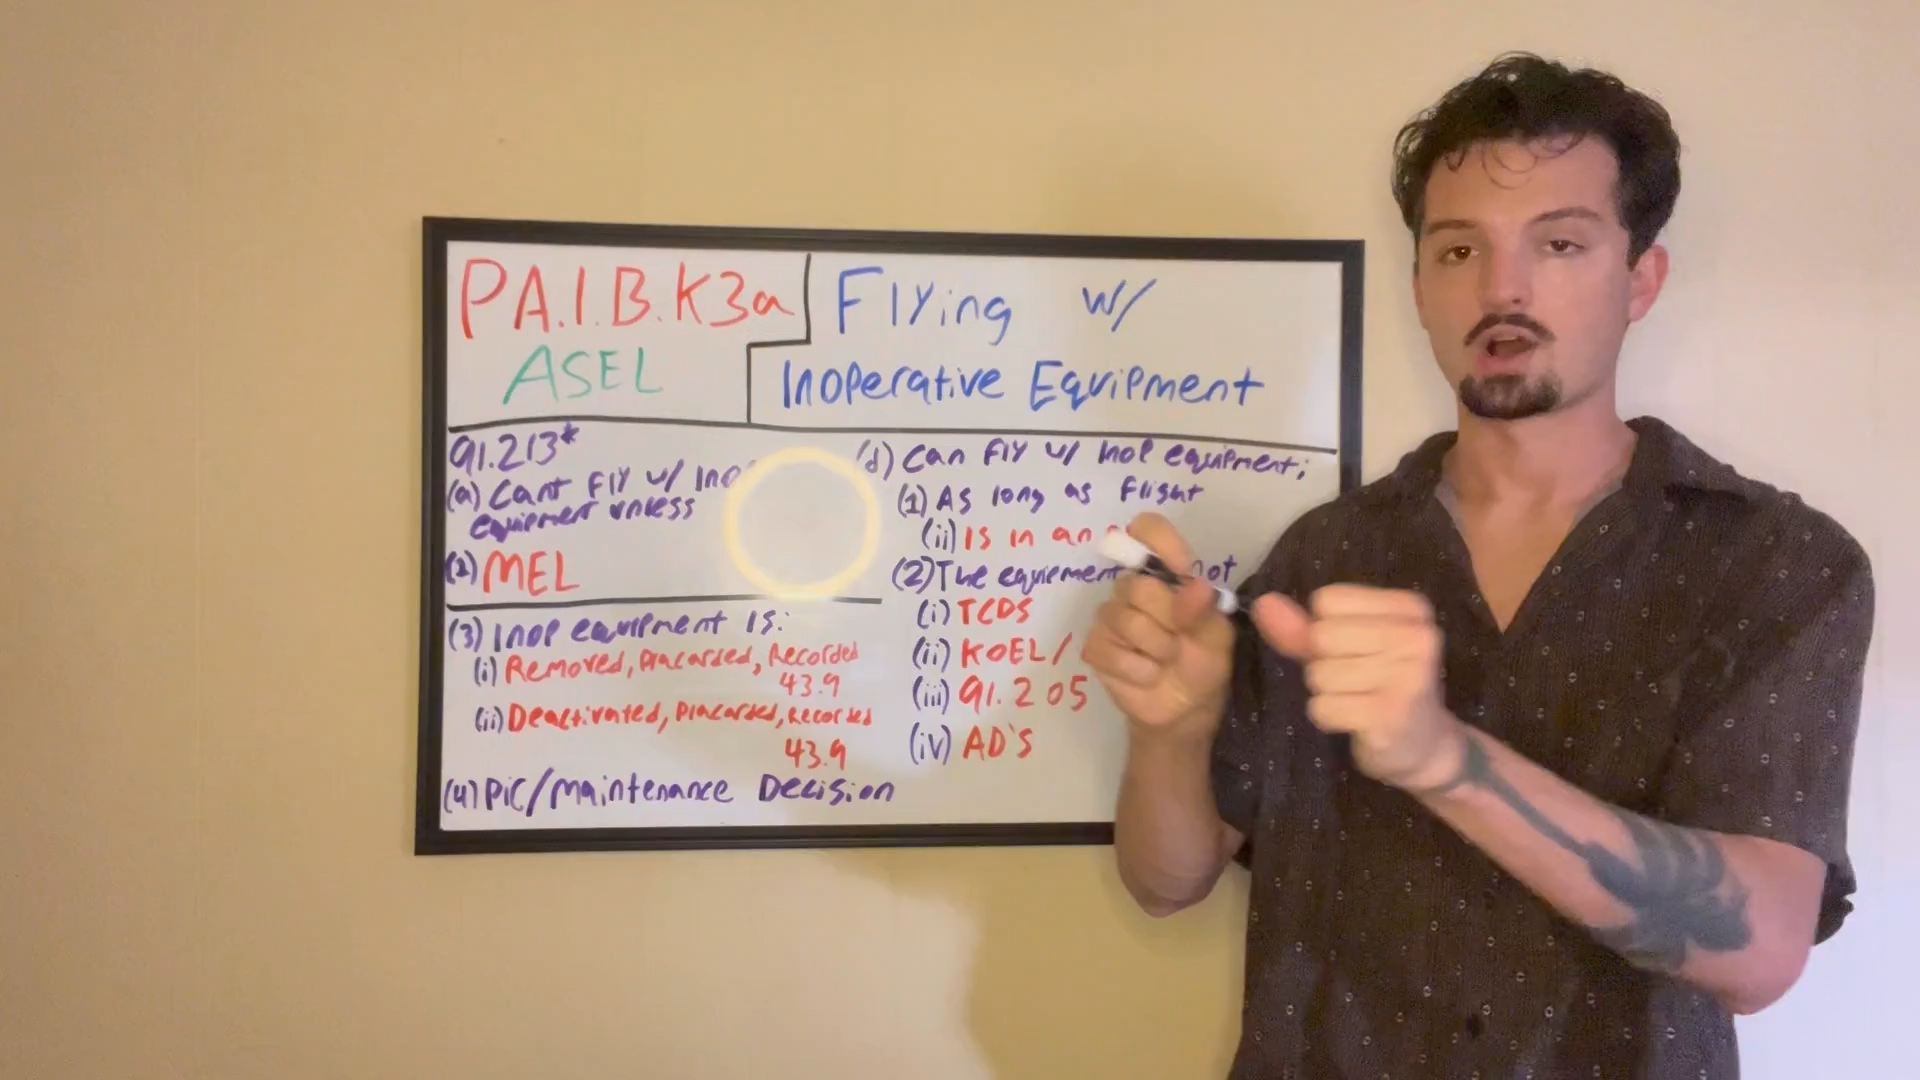 PA.I.B.K3a
ASEL
Flying w/
Inoperative Equipment
91.213*
(a) Cant Fly w/ Ino
equipment unless
(1) MEL
(3) Inop equipment is:
(i) Removed, Placarded, Recorded
43.9
(ii) Deactivated, Placarded, Recorded
43.9
(4) PIC/Maintenance Decision
(d) Can Fly w/ Inop equipment;
(1) As long as Flight
(ii) Is in an
(2) The equipment not
(i) TCDS
(ii) KOEL/
(iii) 91.205
(iv) AD's